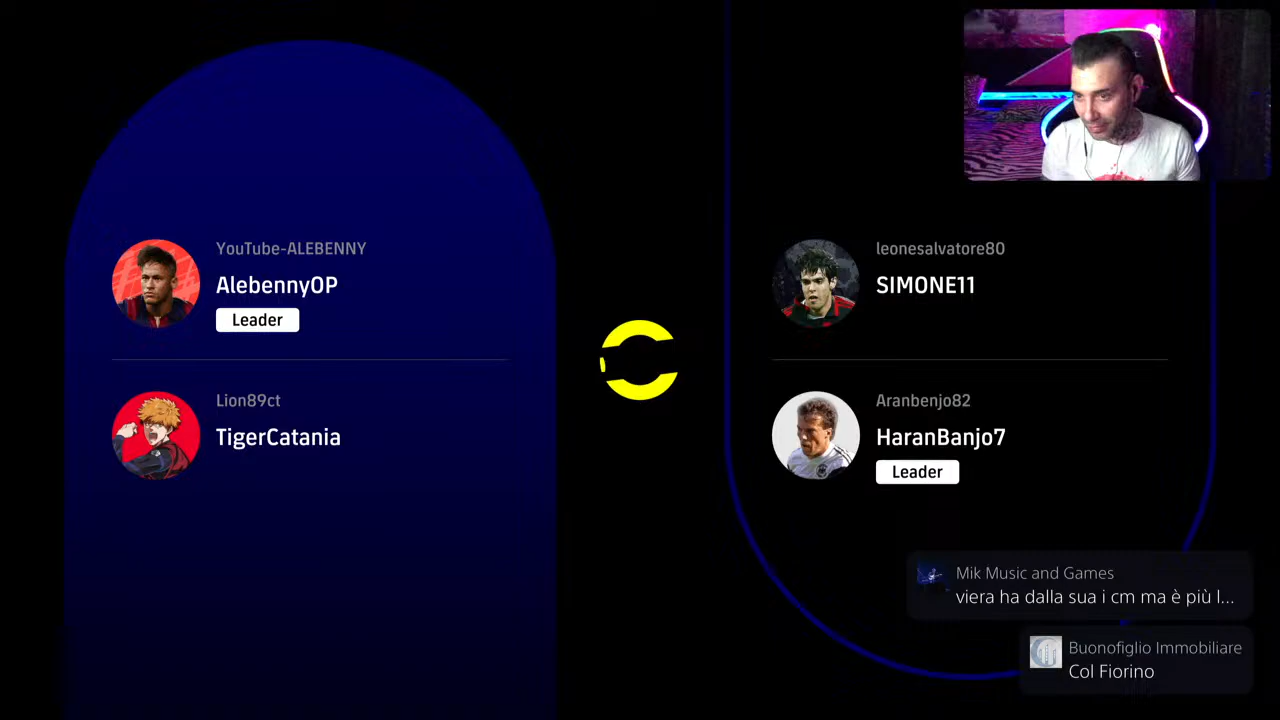 YouTube-ALEBENNY
AlebennyOP
Leader
Lion89ct
TigerCatania
leonesalvatore80
SIMONE11
Aranbenjo82
HaranBanjo7
Leader
Mik Music and Games
viera ha dalla sua i cm ma è più l...
Buonofiglio Immobiliare
Col Fiorino